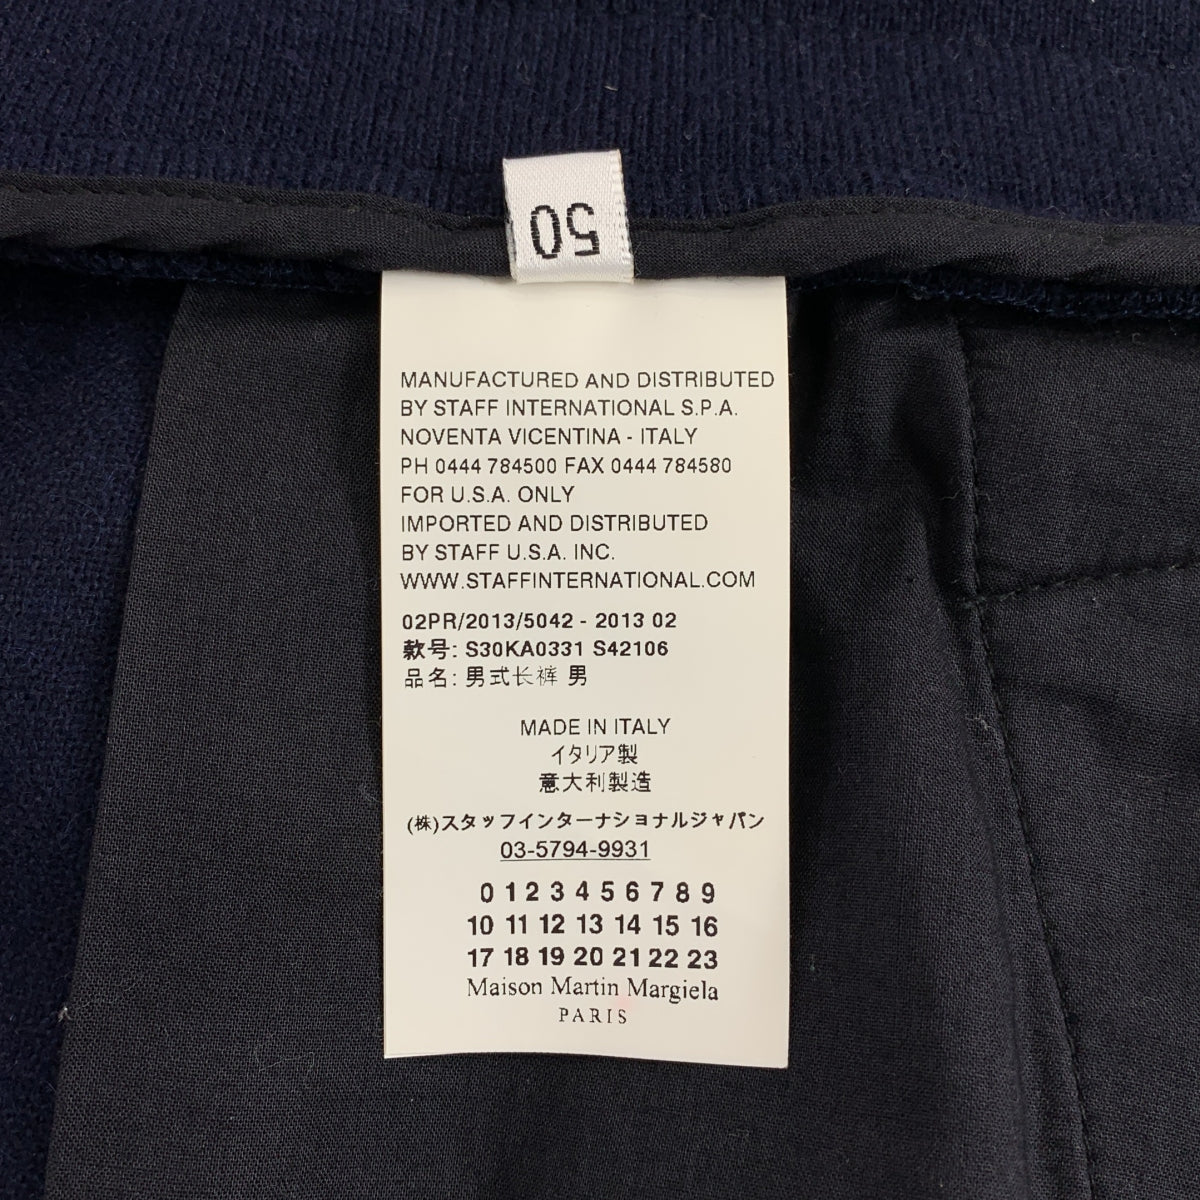 50
MANUFACTURED AND DISTRIBUTED
BY STAFF INTERNATIONAL S.P.A.
NOVENTA VICENTINA - ITALY
PH 0444 784500 FAX 0444 784580
FOR U.S.A. ONLY
IMPORTED AND DISTRIBUTED
BY STAFF U.S.A. INC.
WWW.STAFFINTERNATIONAL.COM
02PR/2013/5042 - 2013 02
款号: S30KA0331 S42106
品名: 男式长裤 男
MADE IN ITALY
イタリア製
意大利製造
(株)スタッフインターナショナルジャパン
03-5794-9931
0 1 2 3 4 5 6 7 8 9
10 11 12 13 14 15 16
17 18 19 20 21 22 23
Maison Martin Margiela
PARIS